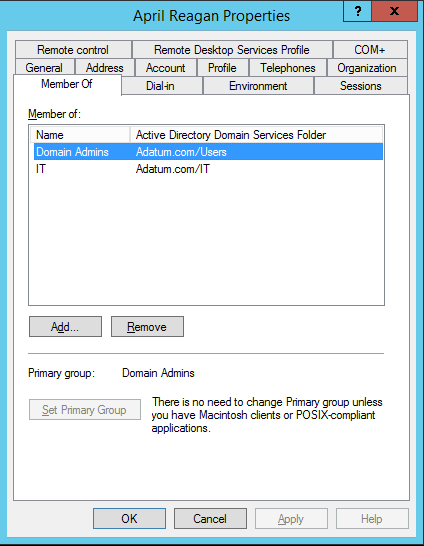 April Reagan Properties
? x
Remote control Remote Desktop Services Profile COM+
General Address Account Profile Telephones Organization
Member Of Dial-in Environment Sessions
Member of:
Name Active Directory Domain Services Folder
Domain Admins Adatum.com/Users
IT Adatum.com/IT
Add... Remove
Primary group: Domain Admins
Set Primary Group
There is no need to change Primary group unless
you have Macintosh clients or POSIX-compliant
applications.
OK Cancel Apply Help